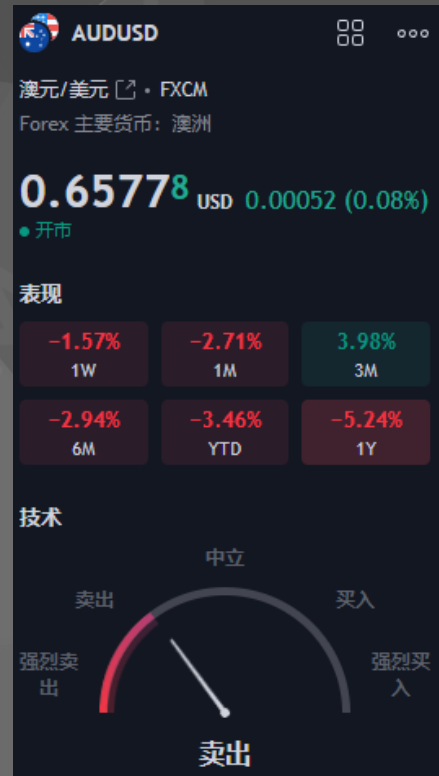 AUDUSD
澳元/美元 • FXCM
Forex 主要货币：澳洲
0.65778 USD 0.00052 (0.08%)
开市
表现
−1.57% −2.71% 3.98%
1W 1M 3M
−2.94% −3.46% −5.24%
6M YTD 1Y
技术
中立
卖出 买入
强烈卖出 强烈买入
卖出